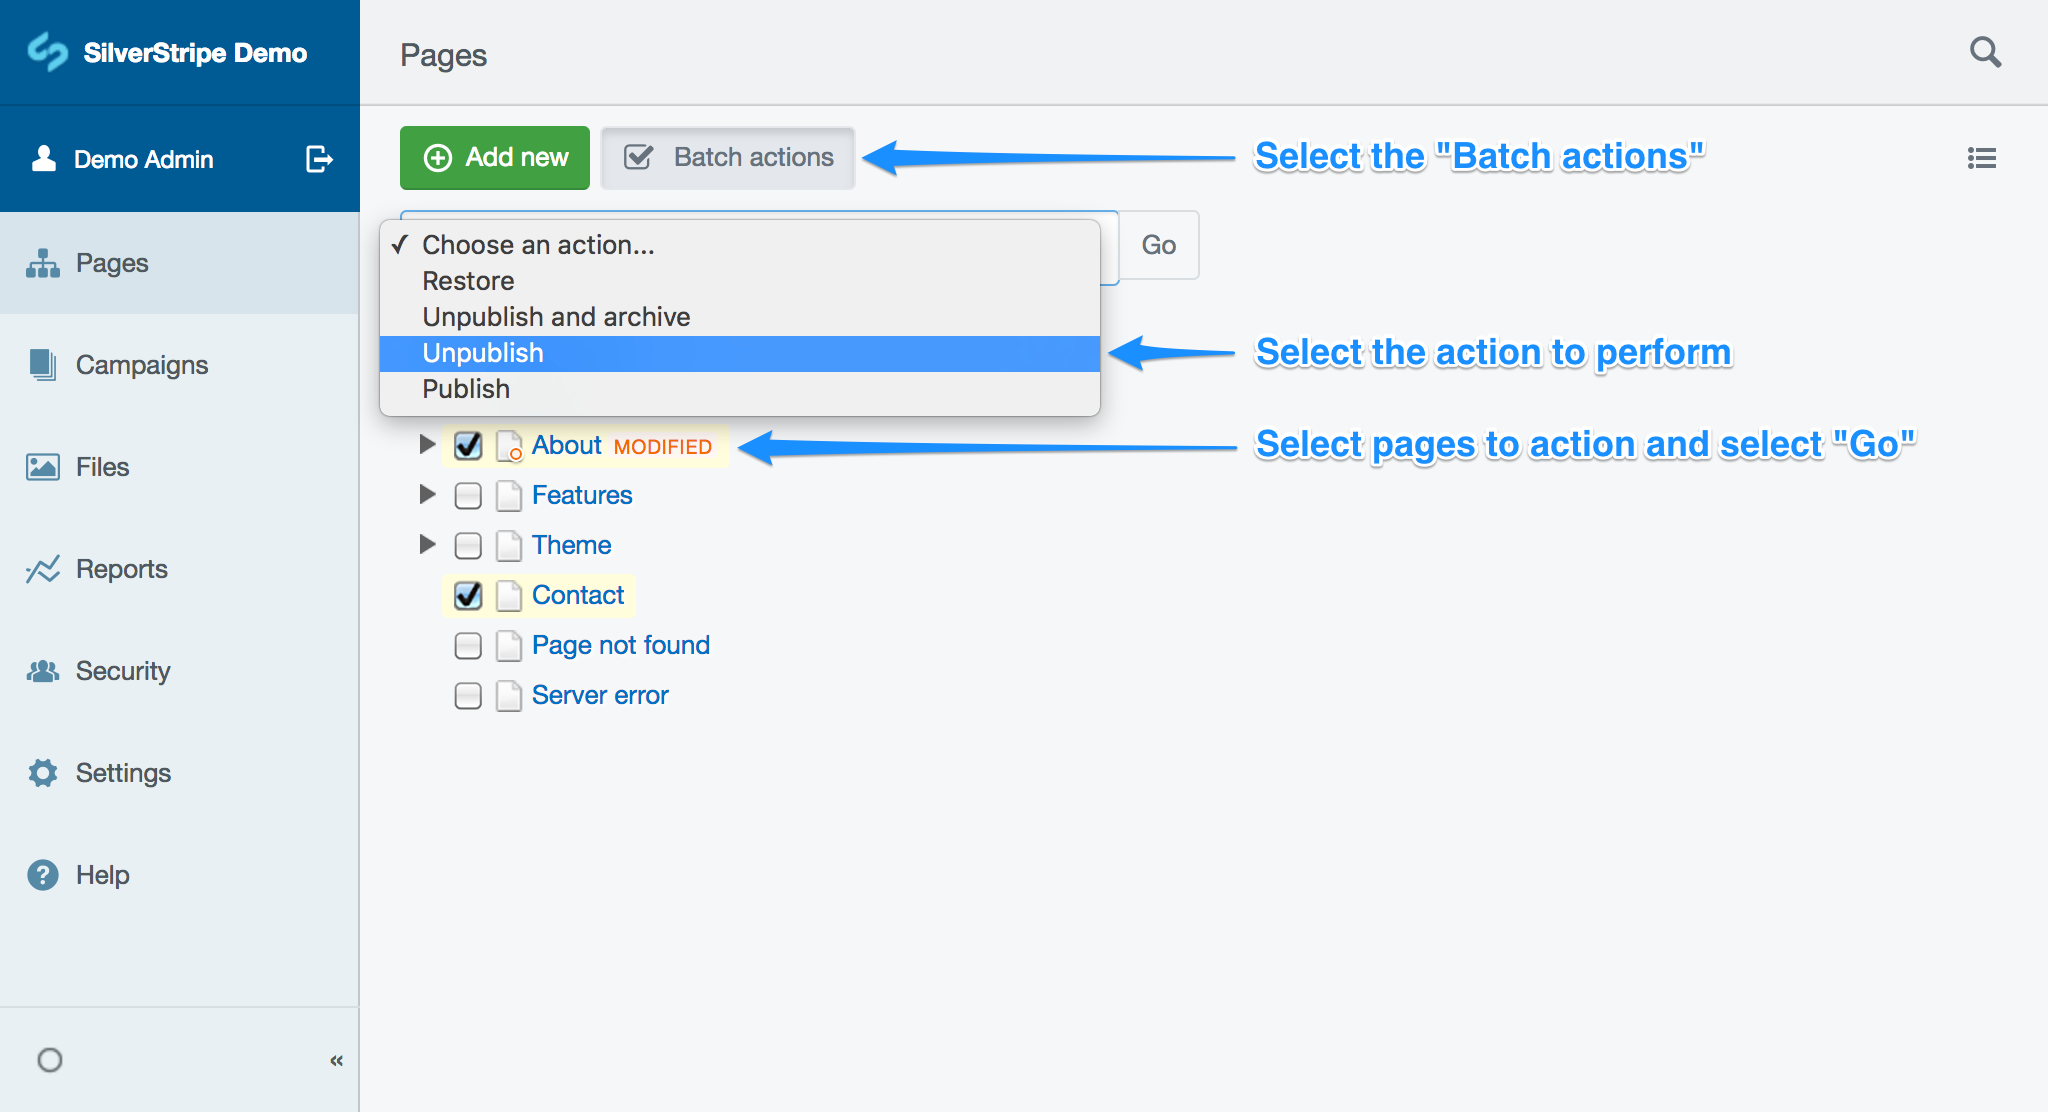 SilverStripe Demo
Pages
Demo Admin
Add new
Batch actions
Select the "Batch actions"
Pages
Campaigns
Files
Reports
Security
Settings
Help
«
✓ Choose an action...
Go
Restore
Unpublish and archive
Unpublish
Select the action to perform
Publish
About MODIFIED
Select pages to action and select "Go"
Features
Theme
Contact
Page not found
Server error